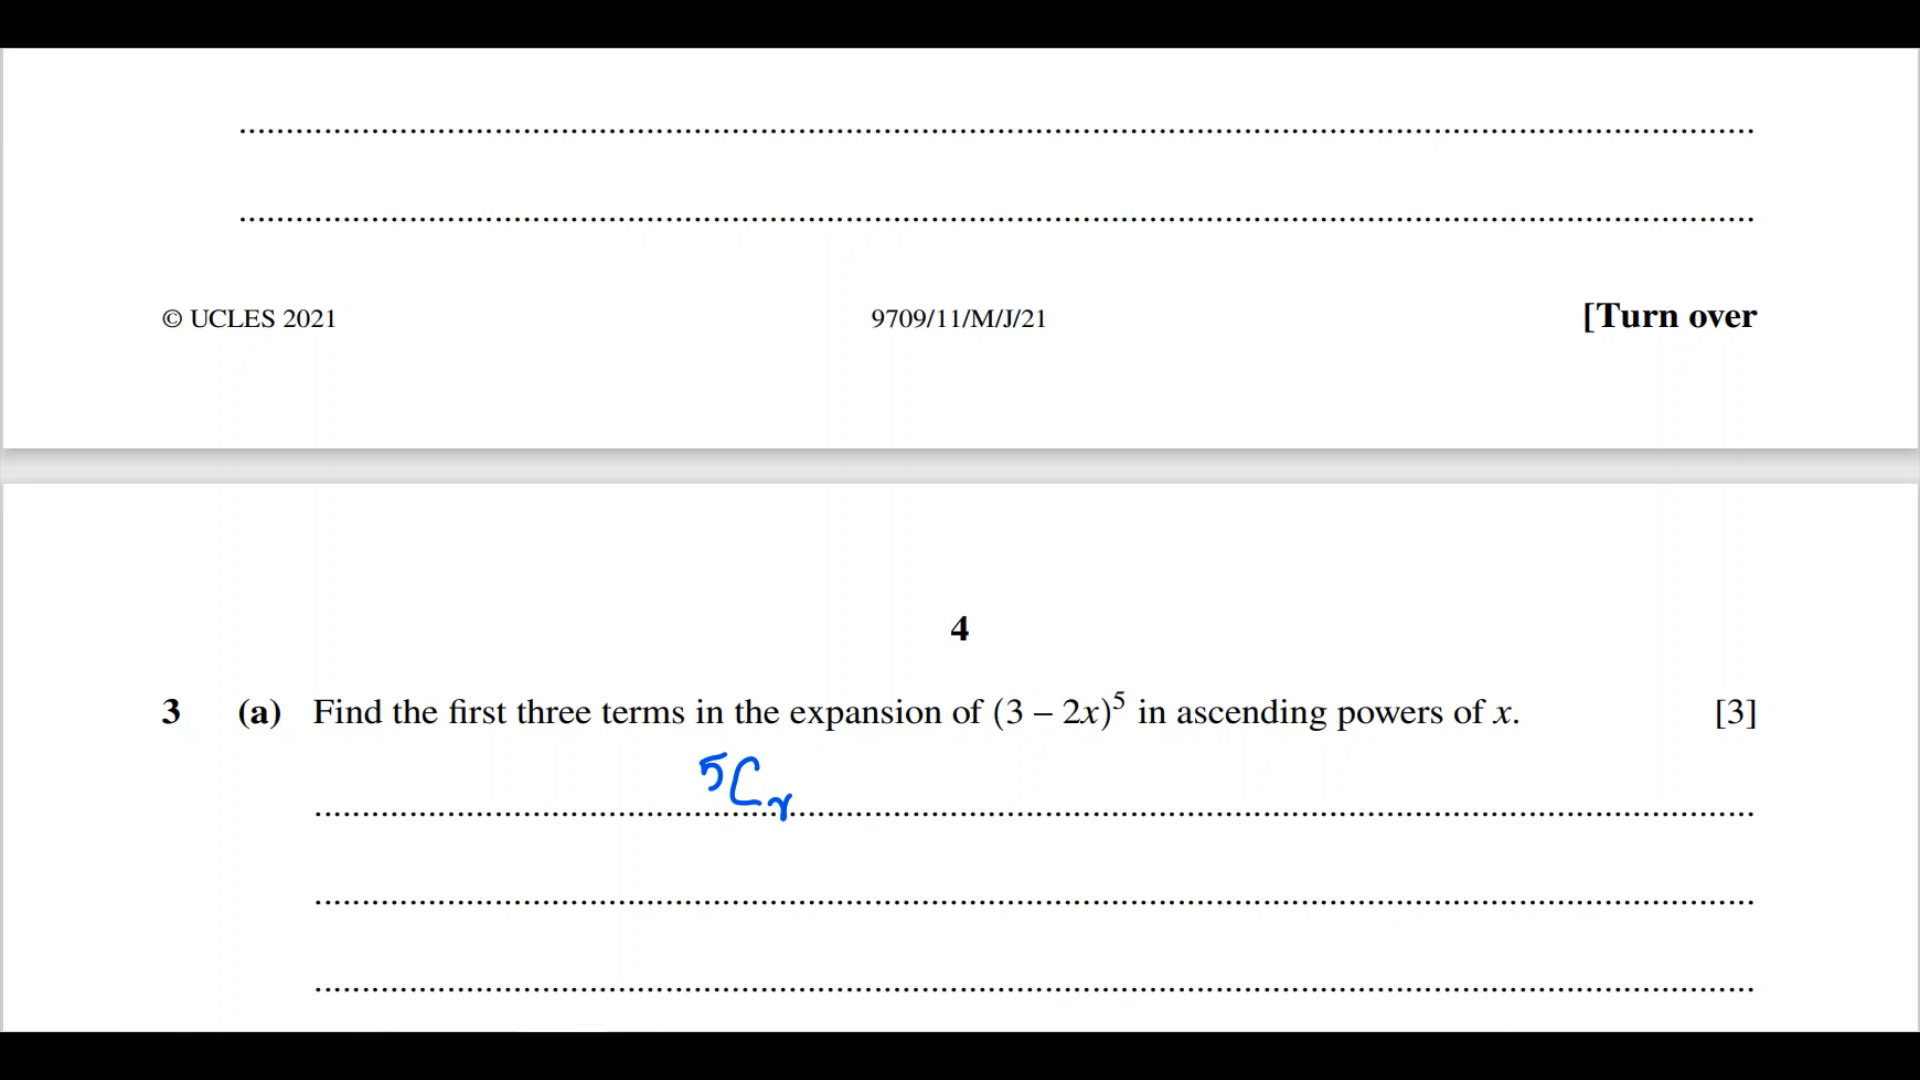 © UCLES 2021 9709/11/M/J/21 [Turn over
4
3 (a) Find the first three terms in the expansion of (3 – 2x)⁵ in ascending powers of x. [3]
⁵Cᵣ